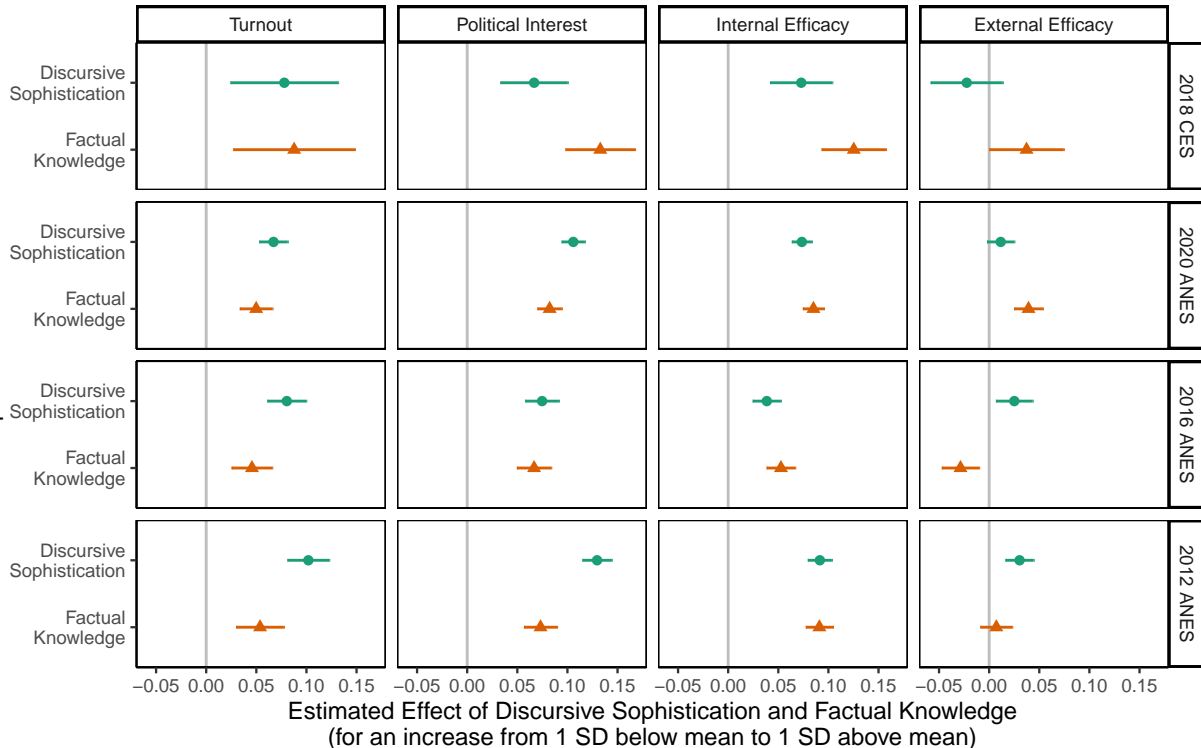 Turnout
Political Interest
Internal Efficacy
External Efficacy
Discursive
Sophistication
Factual
Knowledge
2018 CES
Discursive
Sophistication
Factual
Knowledge
2020 ANES
Discursive
Sophistication
Factual
Knowledge
2016 ANES
Discursive
Sophistication
Factual
Knowledge
2012 ANES
−0.05 0.00 0.05 0.10 0.15
−0.05 0.00 0.05 0.10 0.15
−0.05 0.00 0.05 0.10 0.15
−0.05 0.00 0.05 0.10 0.15
Estimated Effect of Discursive Sophistication and Factual Knowledge
(for an increase from 1 SD below mean to 1 SD above mean)